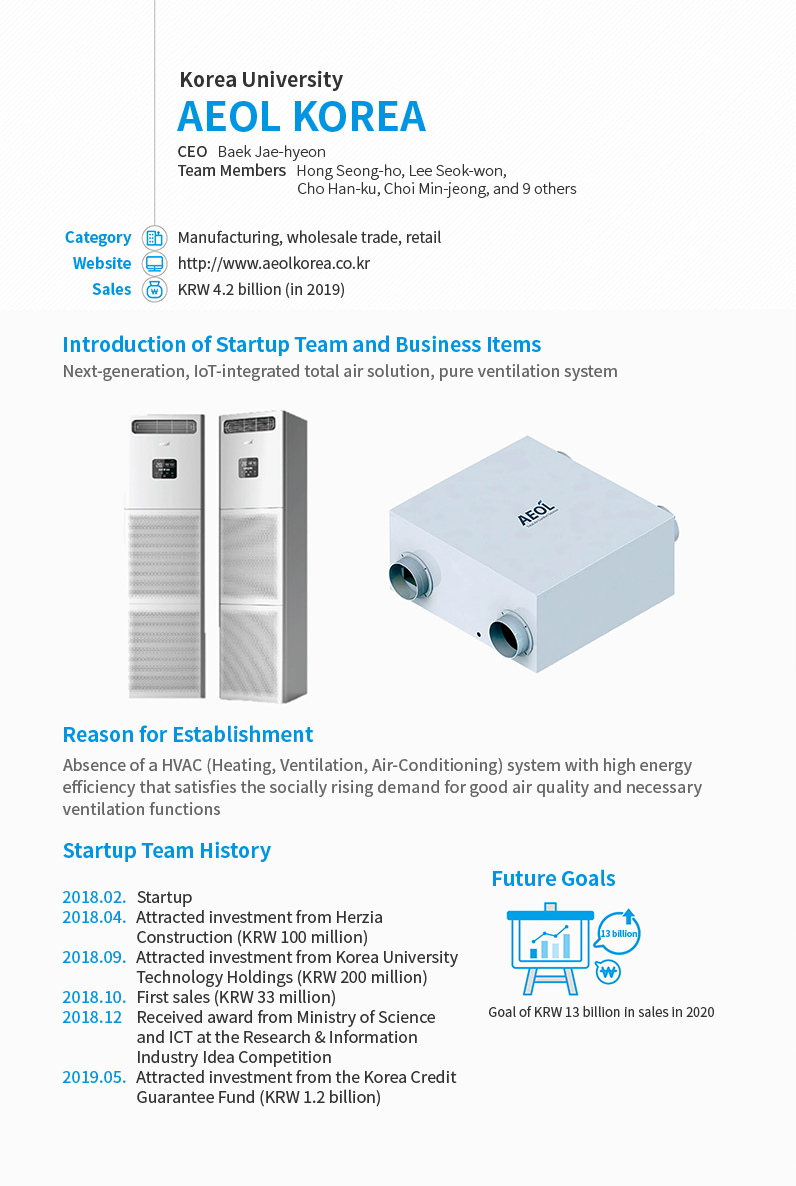 Korea University
AEOL KOREA
CEO Baek Jae-hyeon
Team Members Hong Seong-ho, Lee Seok-won,
Cho Han-ku, Choi Min-jeong, and 9 others
Category Manufacturing, wholesale trade, retail
Website http://www.aeolkorea.co.kr
Sales KRW 4.2 billion (in 2019)
Introduction of Startup Team and Business Items
Next-generation, IoT-integrated total air solution, pure ventilation system
AEOL
Reason for Establishment
Absence of a HVAC (Heating, Ventilation, Air-Conditioning) system with high energy
efficiency that satisfies the socially rising demand for good air quality and necessary
ventilation functions
Startup Team History
2018.02. Startup
2018.04. Attracted investment from Herzia
Construction (KRW 100 million)
2018.09. Attracted investment from Korea University
Technology Holdings (KRW 200 million)
2018.10. First sales (KRW 33 million)
2018.12 Received award from Ministry of Science
and ICT at the Research & Information
Industry Idea Competition
2019.05. Attracted investment from the Korea Credit
Guarantee Fund (KRW 1.2 billion)
Future Goals
13 billion
₩
Goal of KRW 13 billion in sales in 2020